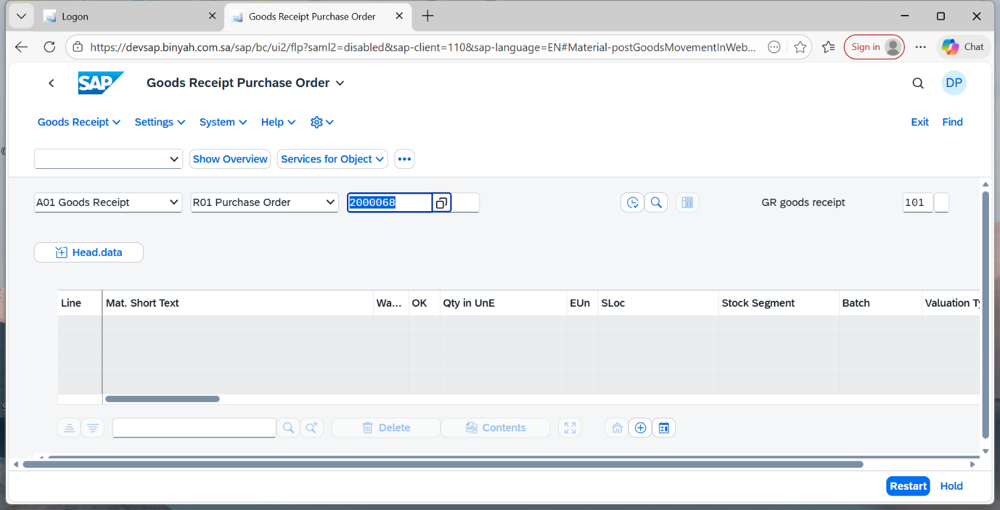 Logon
Goods Receipt Purchase Order
https://devsap.binyah.com.sa/sap/bc/ui2/flp?saml2=disabled&sap-client=110&sap-language=EN#Material-postGoodsMovementInWeb...
Sign in
Chat
SAP
Goods Receipt Purchase Order
DP
Goods Receipt
Settings
System
Help
Exit
Find
Show Overview
Services for Object
A01 Goods Receipt
R01 Purchase Order
2000068
GR goods receipt
101
Head.data
Line
Mat. Short Text
Wa...
OK
Qty in UnE
EUn
SLoc
Stock Segment
Batch
Valuation Ty
Delete
Contents
Restart
Hold